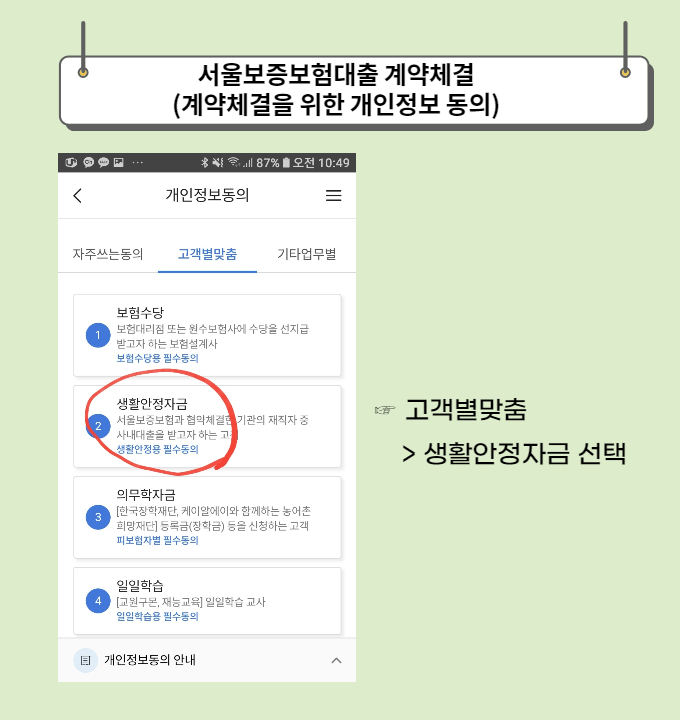 서울보증보험대출 계약체결
(계약체결을 위한 개인정보 동의)
87% 오전 10:49
개인정보동의
자주쓰는동의 고객별맞춤 기타업무별
1
보험수당
보험대리점 또는 원수보험사에 수당을 선지급
받고자 하는 보험설계사
보험수당용 필수동의
2
생활안정자금
서울보증보험과 협약체결한 기관의 재직자 중
사내대출을 받고자 하는 고객
생활안정용 필수동의
☞ 고객별맞춤
> 생활안정자금 선택
3
의무학자금
[한국장학재단, 케이알에이와 함께하는 농어촌
희망재단] 등록금(장학금) 등을 신청하는 고객
피보험자별 필수동의
4
일일학습
[교원구몬, 재능교육] 일일학습 교사
일일학습용 필수동의
개인정보동의 안내